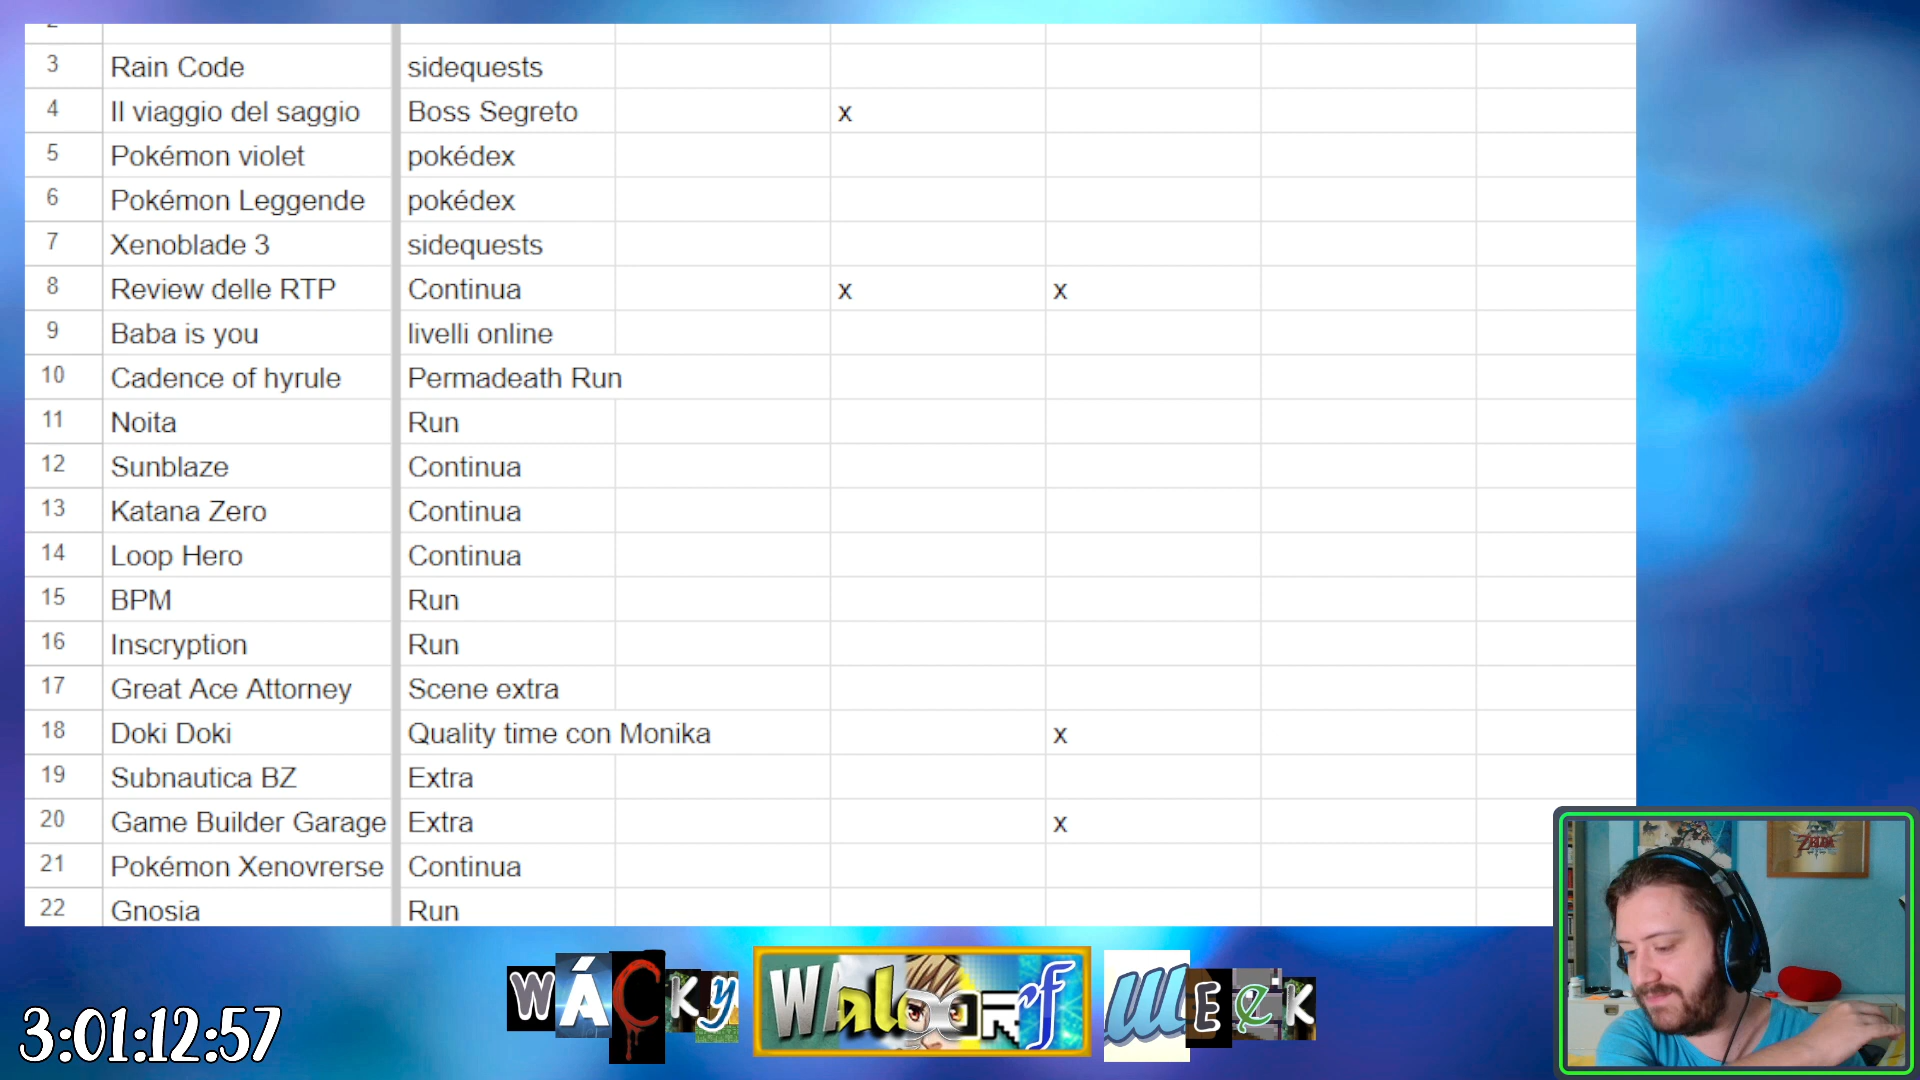 3 Rain Code sidequests
4 Il viaggio del saggio Boss Segreto x
5 Pokémon violet pokédex
6 Pokémon Leggende pokédex
7 Xenoblade 3 sidequests
8 Review delle RTP Continua x x
9 Baba is you livelli online
10 Cadence of hyrule Permadeath Run
11 Noita Run
12 Sunblaze Continua
13 Katana Zero Continua
14 Loop Hero Continua
15 BPM Run
16 Inscryption Run
17 Great Ace Attorney Scene extra
18 Doki Doki Quality time con Monika x
19 Subnautica BZ Extra
20 Game Builder Garage Extra x
21 Pokémon Xenovrerse Continua
22 Gnosia Run
ZELDA
WÁCky Waldorf WEEK
3:01:12:57